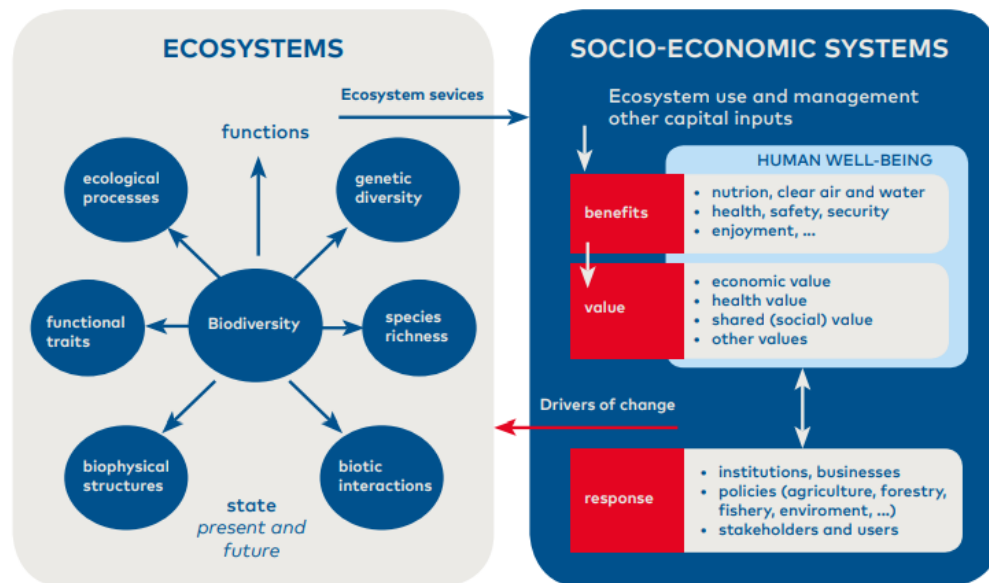 ECOSYSTEMS
Ecosystem sevices
functions
ecological
processes
genetic
diversity
functional
traits
Biodiversity
species
richness
biophysical
structures
biotic
interactions
state
present and
future
SOCIO-ECONOMIC SYSTEMS
Ecosystem use and management
other capital inputs
HUMAN WELL-BEING
benefits
• nutrion, clear air and water
• health, safety, security
• enjoyment, ...
value
• economic value
• health value
• shared (social) value
• other values
Drivers of change
response
• institutions, businesses
• policies (agriculture, forestry,
fishery, enviroment, ...)
• stakeholders and users